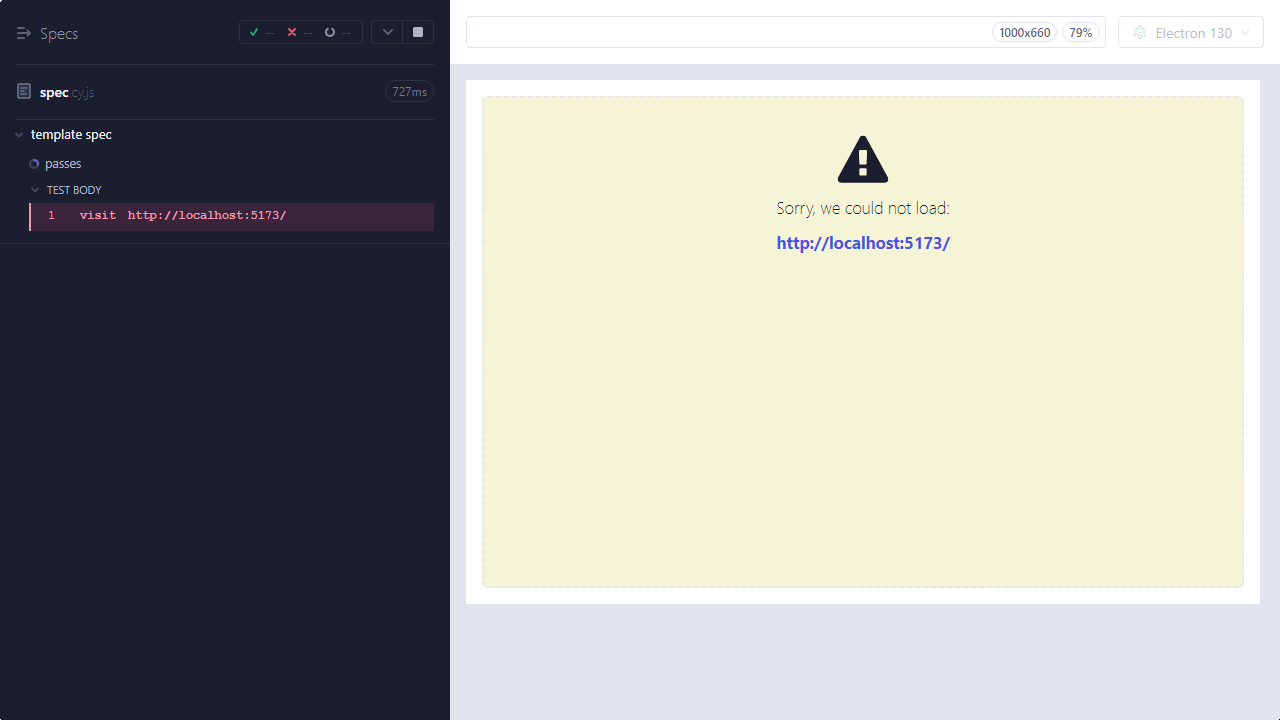 Specs
-- -- --
spec.cy.js
727ms
template spec
passes
TEST BODY
1 visit http://localhost:5173/
1000x660
79%
Electron 130
Sorry, we could not load:
http://localhost:5173/